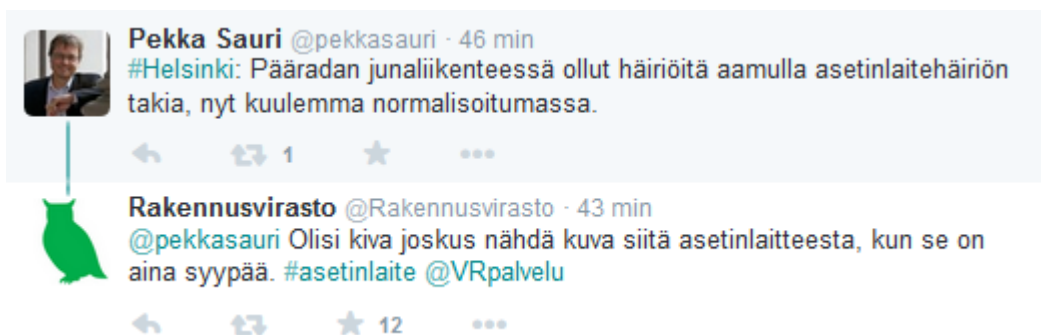 Pekka Sauri @pekkasauri · 46 min
#Helsinki: Pääradan junaliikenteessä ollut häiriöitä aamulla asetinlaitehäiriön
takia, nyt kuulemma normalisoitumassa.
1
Rakennusvirasto @Rakennusvirasto · 43 min
@pekkasauri Olisi kiva joskus nähdä kuva siitä asetinlaitteesta, kun se on
aina syypää. #asetinlaite @VRpalvelu
12